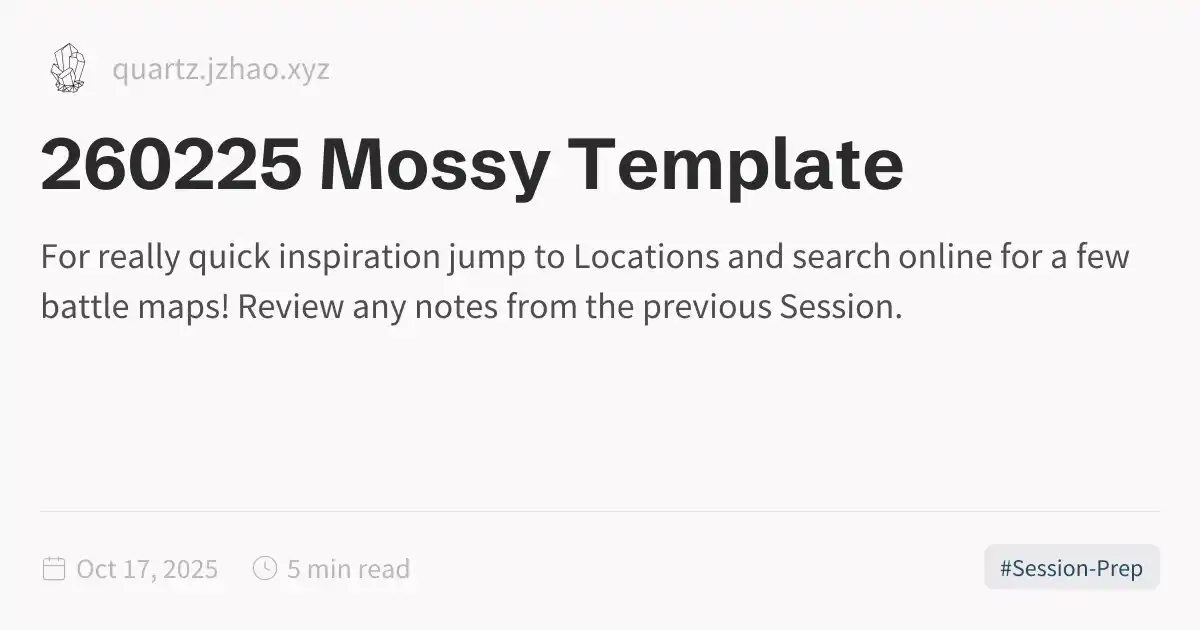 quartz.jzhao.xyz
260225 Mossy Template
For really quick inspiration jump to Locations and search online for a few
battle maps! Review any notes from the previous Session.
Oct 17, 2025 5 min read #Session-Prep